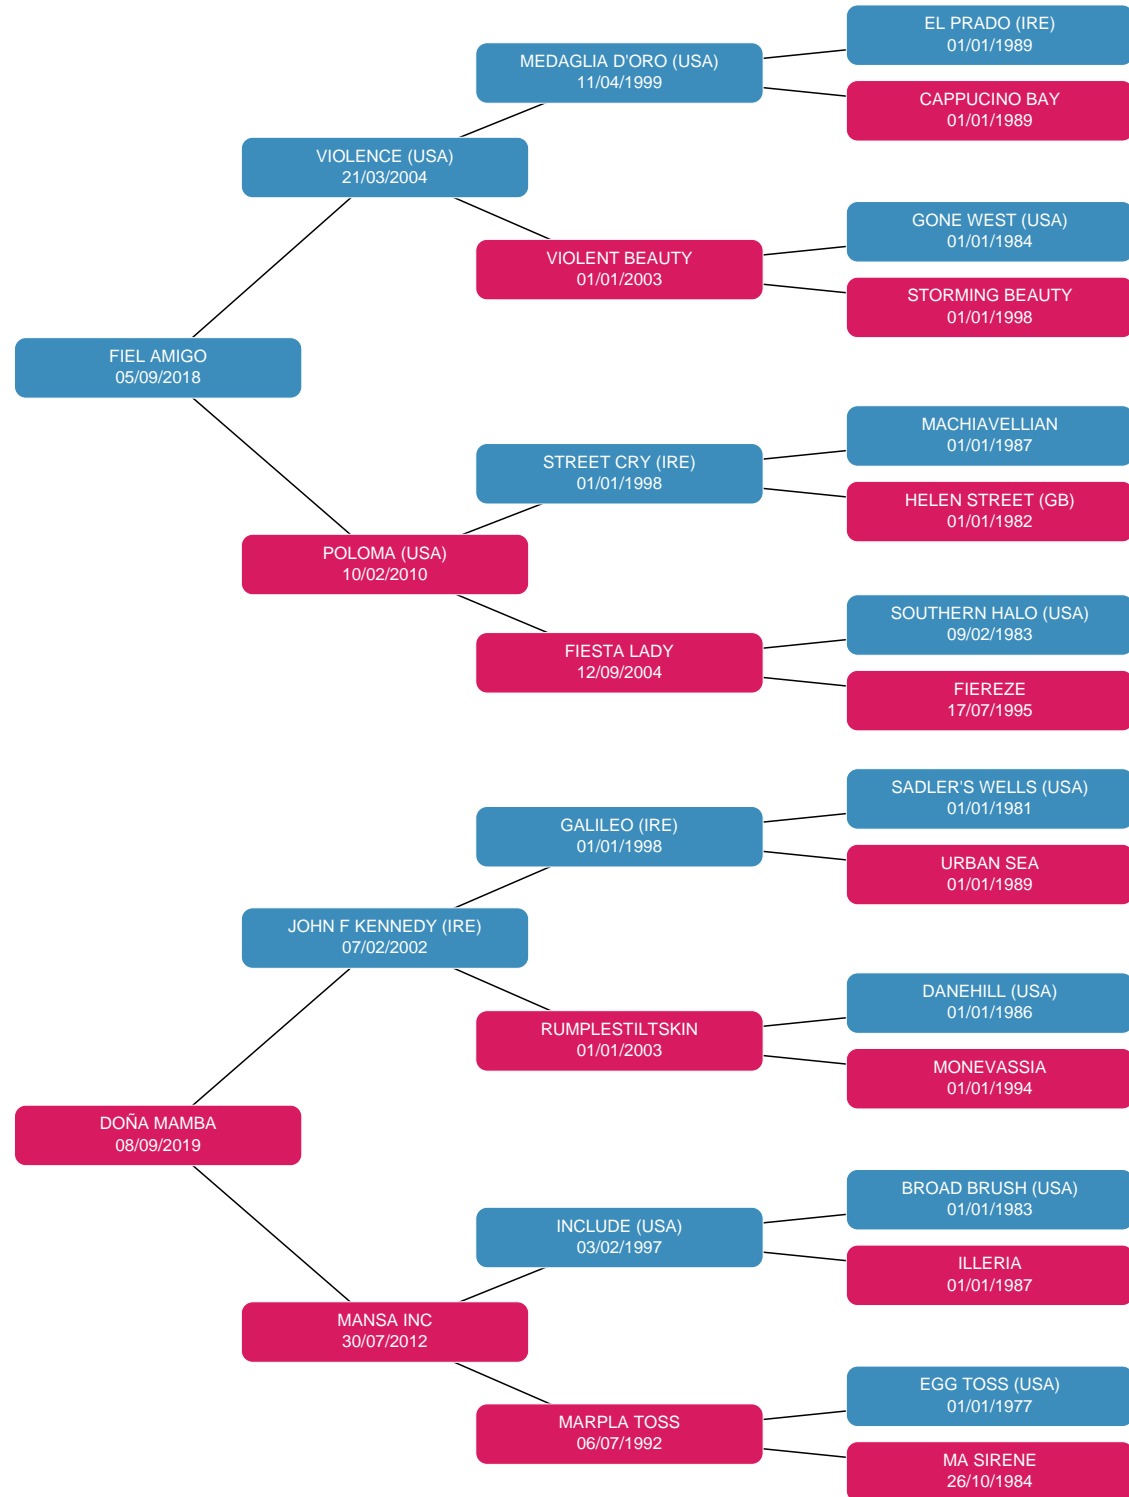 EL PRADO (IRE)
01/01/1989
MEDAGLIA D'ORO (USA)
11/04/1999
CAPPUCINO BAY
01/01/1989
VIOLENCE (USA)
21/03/2004
GONE WEST (USA)
01/01/1984
VIOLENT BEAUTY
01/01/2003
STORMING BEAUTY
01/01/1998
FIEL AMIGO
05/09/2018
MACHIAVELLIAN
01/01/1987
STREET CRY (IRE)
01/01/1998
HELEN STREET (GB)
01/01/1982
POLOMA (USA)
10/02/2010
SOUTHERN HALO (USA)
09/02/1983
FIESTA LADY
12/09/2004
FIEREZE
17/07/1995
SADLER'S WELLS (USA)
01/01/1981
GALILEO (IRE)
01/01/1998
URBAN SEA
01/01/1989
JOHN F KENNEDY (IRE)
07/02/2002
DANEHILL (USA)
01/01/1986
RUMPLESTILTSKIN
01/01/2003
MONEVASSIA
01/01/1994
DOÑA MAMBA
08/09/2019
BROAD BRUSH (USA)
01/01/1983
INCLUDE (USA)
03/02/1997
ILLERIA
01/01/1987
MANSA INC
30/07/2012
EGG TOSS (USA)
01/01/1977
MARPLA TOSS
06/07/1992
MA SIRENE
26/10/1984